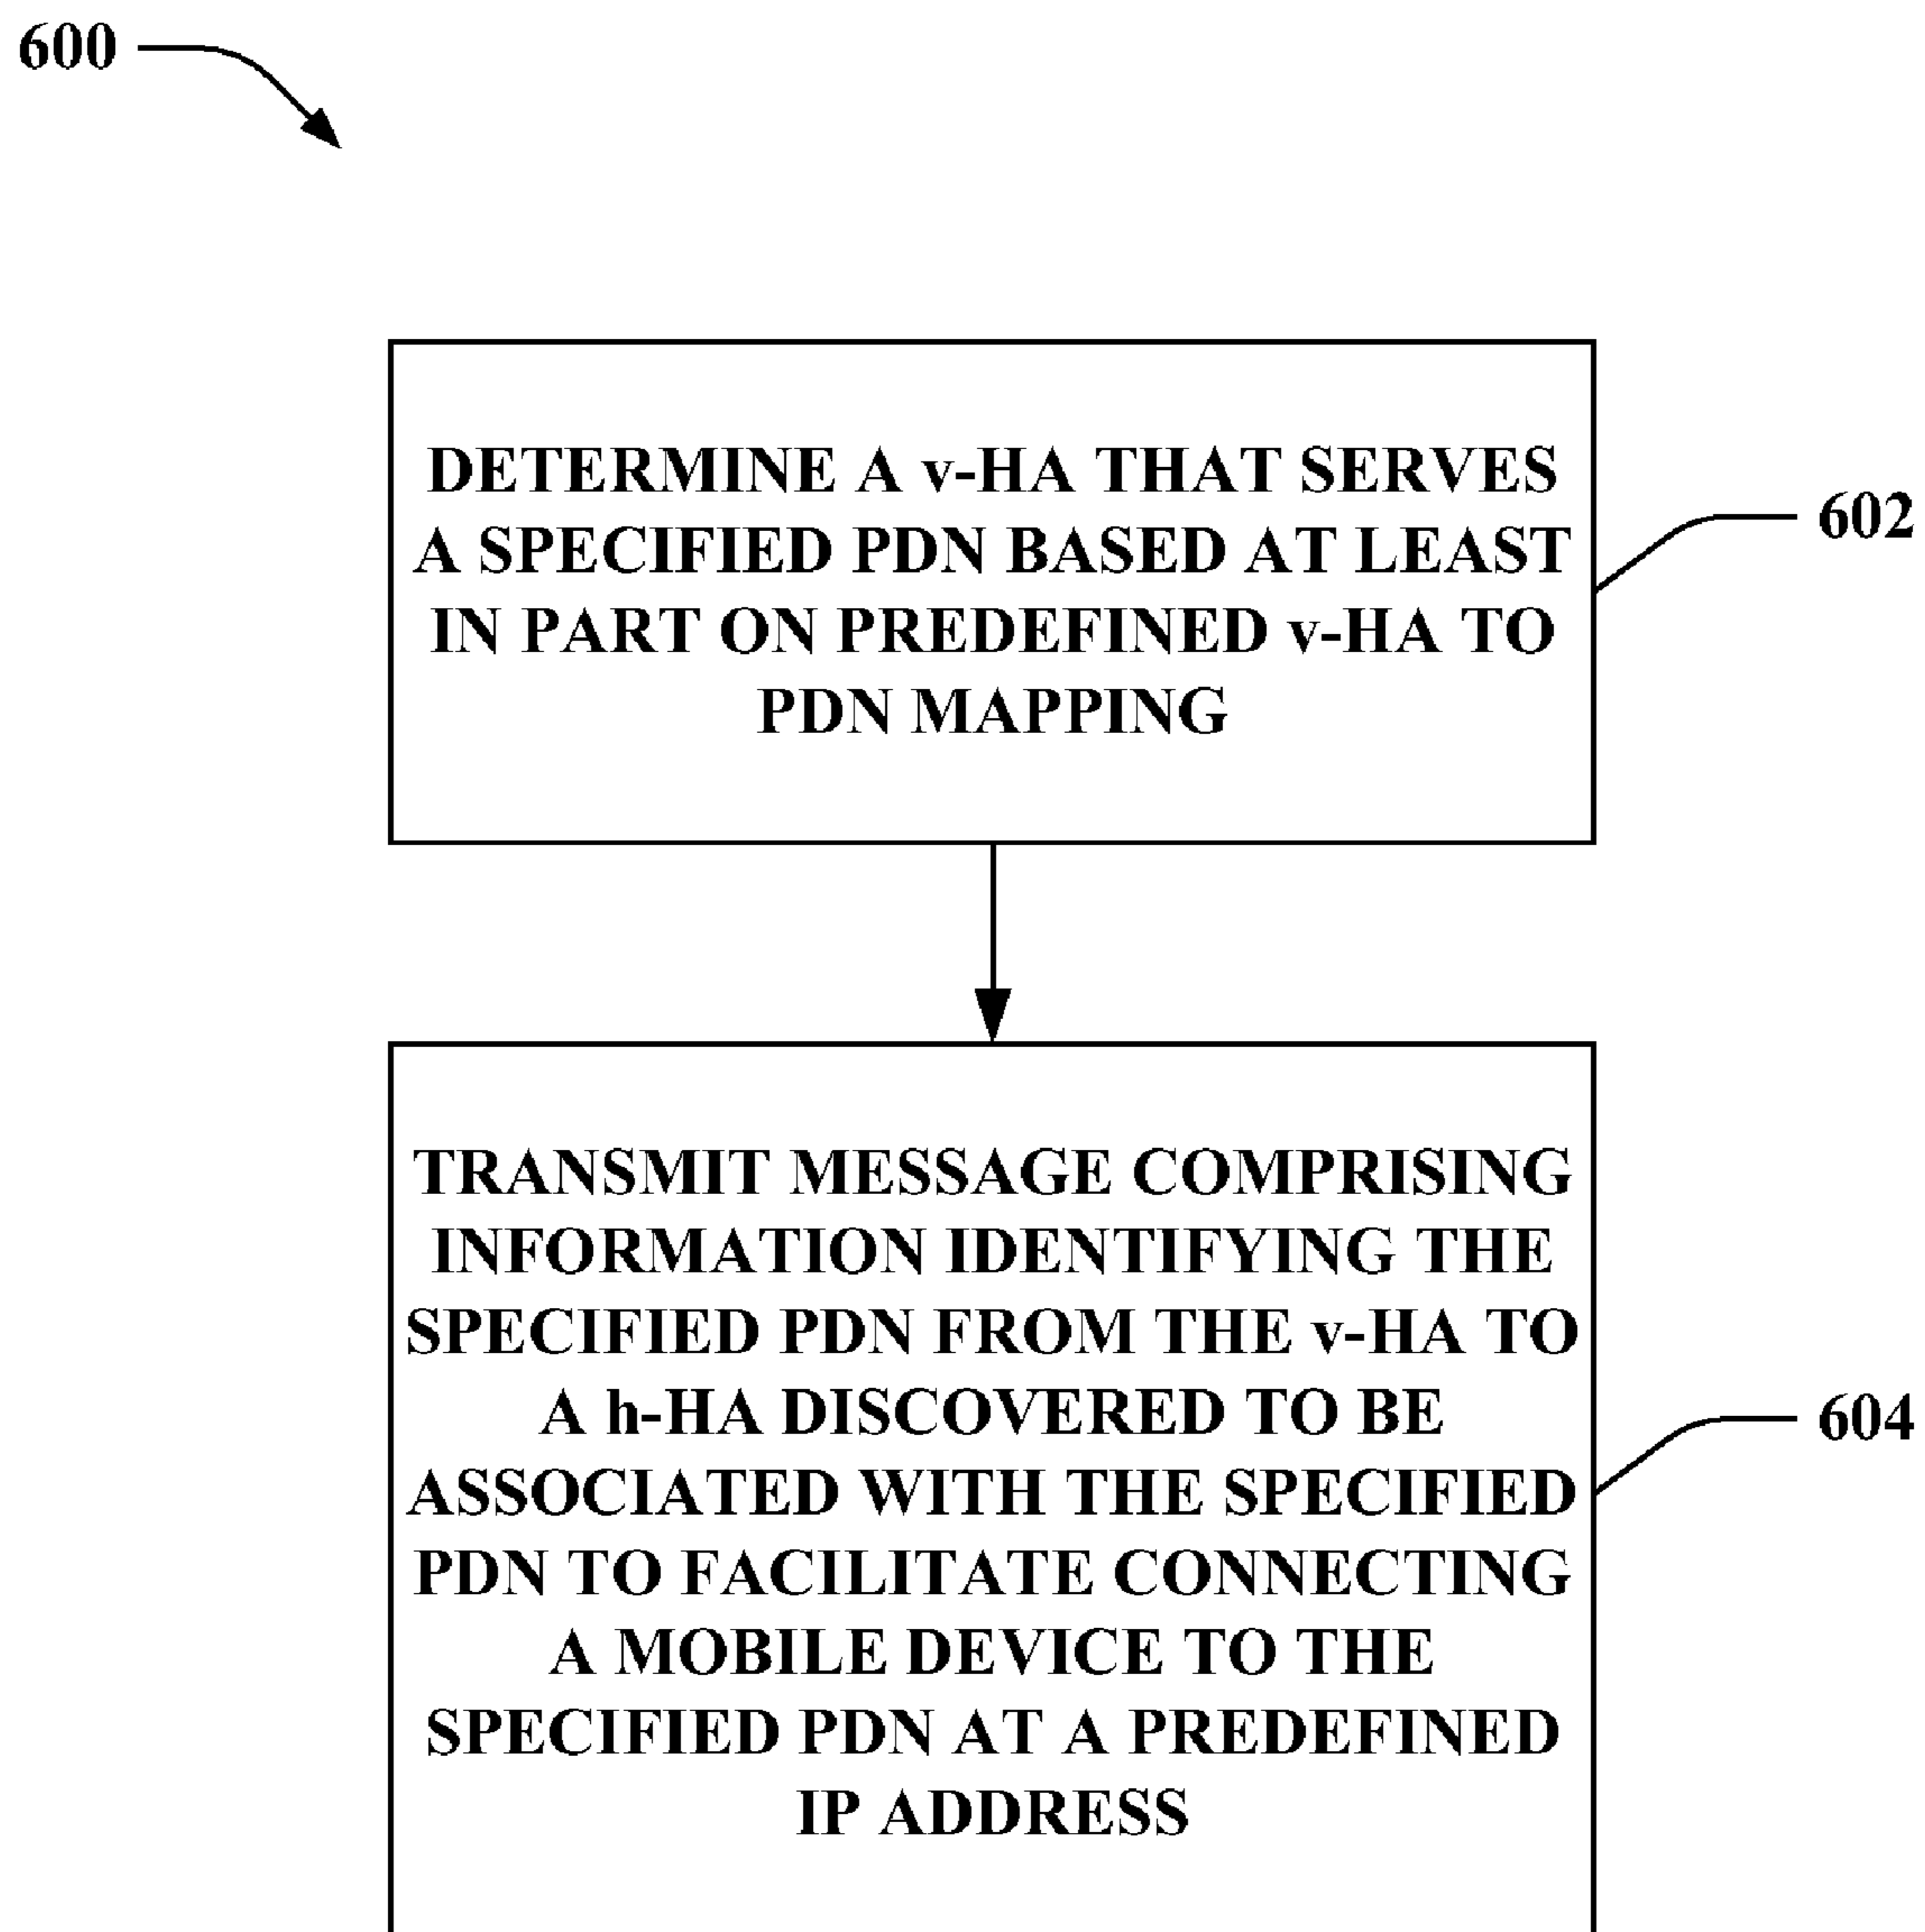 600
DETERMINE A v-HA THAT SERVES
A SPECIFIED PDN BASED AT LEAST
IN PART ON PREDEFINED v-HA TO
PDN MAPPING
602
TRANSMIT MESSAGE COMPRISING
INFORMATION IDENTIFYING THE
SPECIFIED PDN FROM THE v-HA TO
A h-HA DISCOVERED TO BE
ASSOCIATED WITH THE SPECIFIED
PDN TO FACILITATE CONNECTING
A MOBILE DEVICE TO THE
SPECIFIED PDN AT A PREDEFINED
IP ADDRESS
604